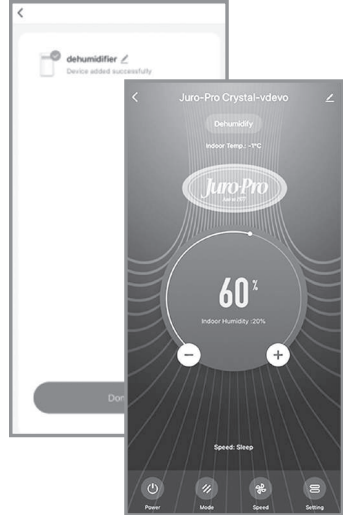 dehumidifier
Device added successfully
Juro-Pro Crystal-vdevo
Dehumidify
Indoor Temp.: -1°C
Juro-Pro
60%
Indoor Humidity :20%
Speed: Sleep
Power
Mode
Speed
Setting